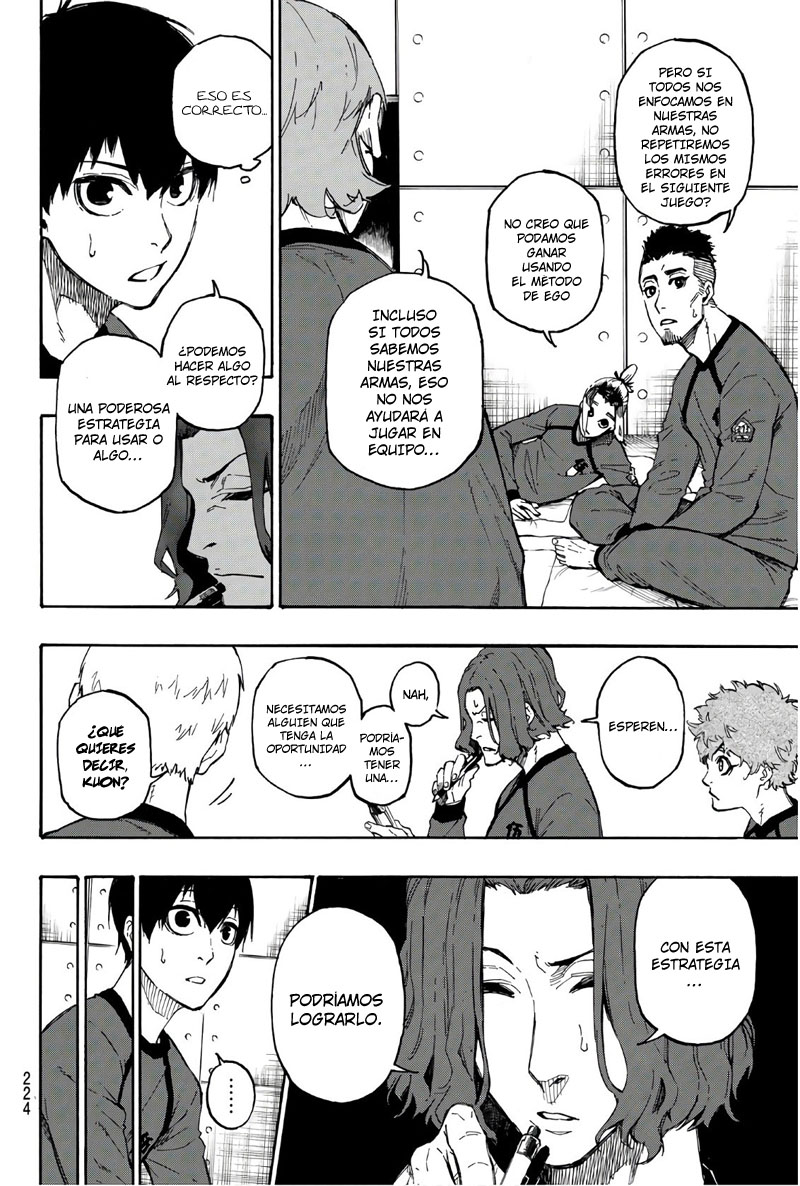 PERO SI
TODOS NOS
ENFOCAMOS EN
NUESTRAS
ARMAS, NO
REPETIREMOS
LOS MISMOS
ERRORES EN
EL SIGUIENTE
JUEGO?
NO CREO QUE
PODAMOS
GANAR
USANDO
EL MÉTODO
DE EGO
INCLUSO
SI TODOS
SABEMOS
NUESTRAS
ARMAS, ESO
NO NOS
AYUDARÁ A
JUGAR EN
EQUIPO...
ESO ES
CORRECTO...
¿PODEMOS
HACER ALGO
AL RESPECTO?
UNA PODEROSA
ESTRATEGIA
PARA USAR O
ALGO...
ESPEREN...
NAH,
PODRÍA-
MOS
TENER
UNA...
NECESITAMOS
ALGUIEN QUE
TENGA LA
OPORTUNIDAD
...
¿QUE
QUIERES
DECIR,
KUON?
伍
CON ESTA
ESTRATEGIA
...
PODRÍAMOS
LOGRARLO.
.....
224